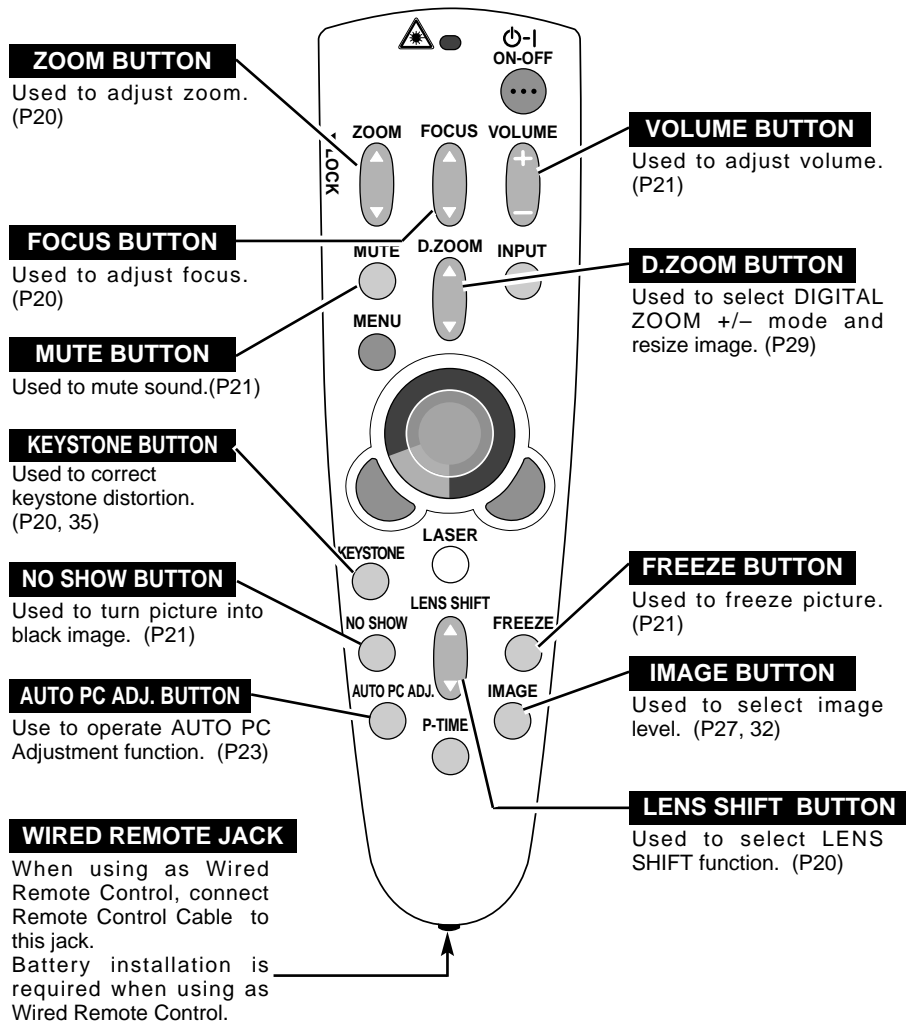 ZOOM BUTTON
Used to adjust zoom.
(P20)
FOCUS BUTTON
Used to adjust focus.
(P20)
MUTE BUTTON
Used to mute sound.(P21)
KEYSTONE BUTTON
Used to correct
keystone distortion.
(P20, 35)
NO SHOW BUTTON
Used to turn picture into
black image. (P21)
AUTO PC ADJ. BUTTON
Use to operate AUTO PC
Adjustment function. (P23)
WIRED REMOTE JACK
When using as Wired
Remote Control, connect
Remote Control Cable to
this jack.
Battery installation is
required when using as
Wired Remote Control.
ON-OFF
ZOOM FOCUS VOLUME
LOCK
MUTE D.ZOOM INPUT
MENU
LASER
KEYSTONE
LENS SHIFT
NO SHOW FREEZE
AUTO PC ADJ. IMAGE
P-TIME
VOLUME BUTTON
Used to adjust volume.
(P21)
D.ZOOM BUTTON
Used to select DIGITAL
ZOOM +/– mode and
resize image. (P29)
FREEZE BUTTON
Used to freeze picture.
(P21)
IMAGE BUTTON
Used to select image
level. (P27, 32)
LENS SHIFT BUTTON
Used to select LENS
SHIFT function. (P20)